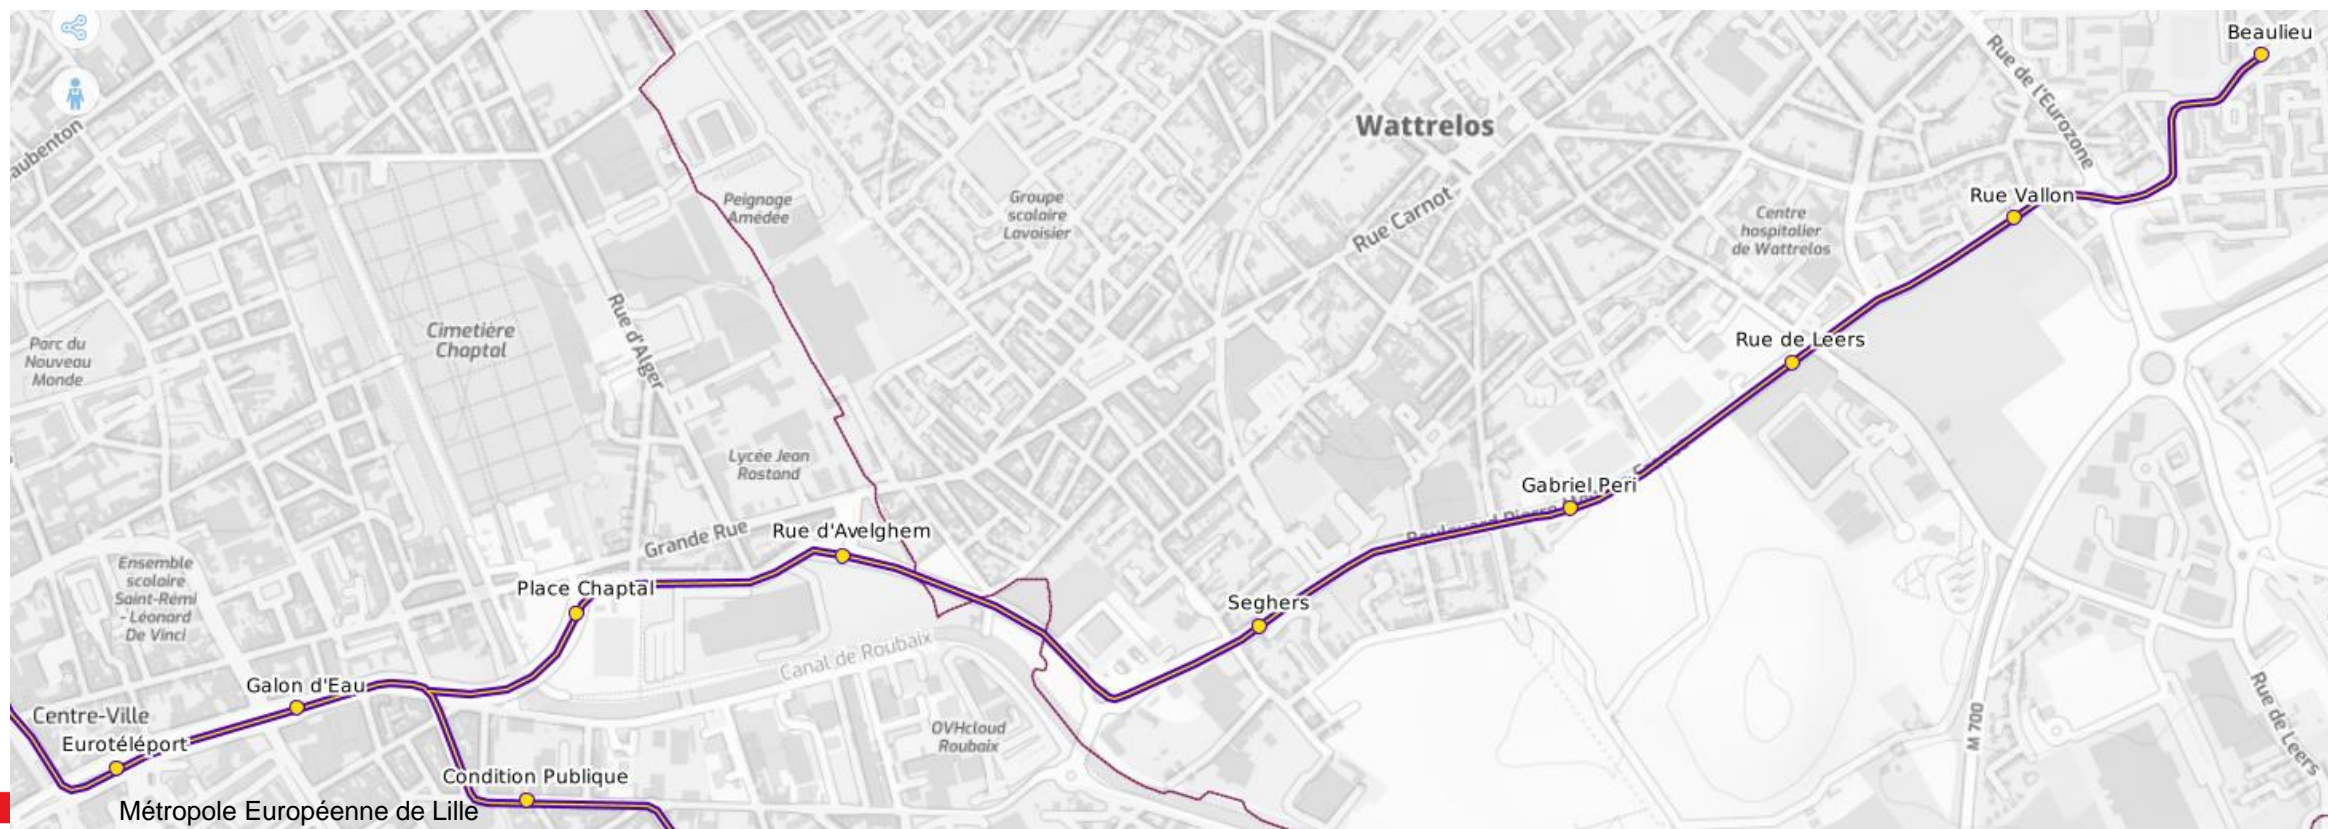 Beaulieu
Rue de l'Eurozone
Wattrelos
aubenton
Peignage
Amédée
Groupe
scolaire
Lavoisier
Rue Carnot
Centre
hospitalier
de Wattrelos
Rue Vallon
Cimetière
Chaptal
Rue d'Alger
Parc du
Nouveau
Monde
Rue de Leers
Lycée Jean
Rostand
Gabriel Peri
Boulevard Pierre
Grande Rue
Rue d'Avelghem
Ensemble
scolaire
Saint-Rémi
- Léonard
De Vinci
Place Chaptal
Seghers
Canal de Roubaix
Galon d'Eau
Centre-Ville
Eurotéléport
OVHcloud
Roubaix
M 700
Rue de Leers
Condition Publique
Métropole Européenne de Lille